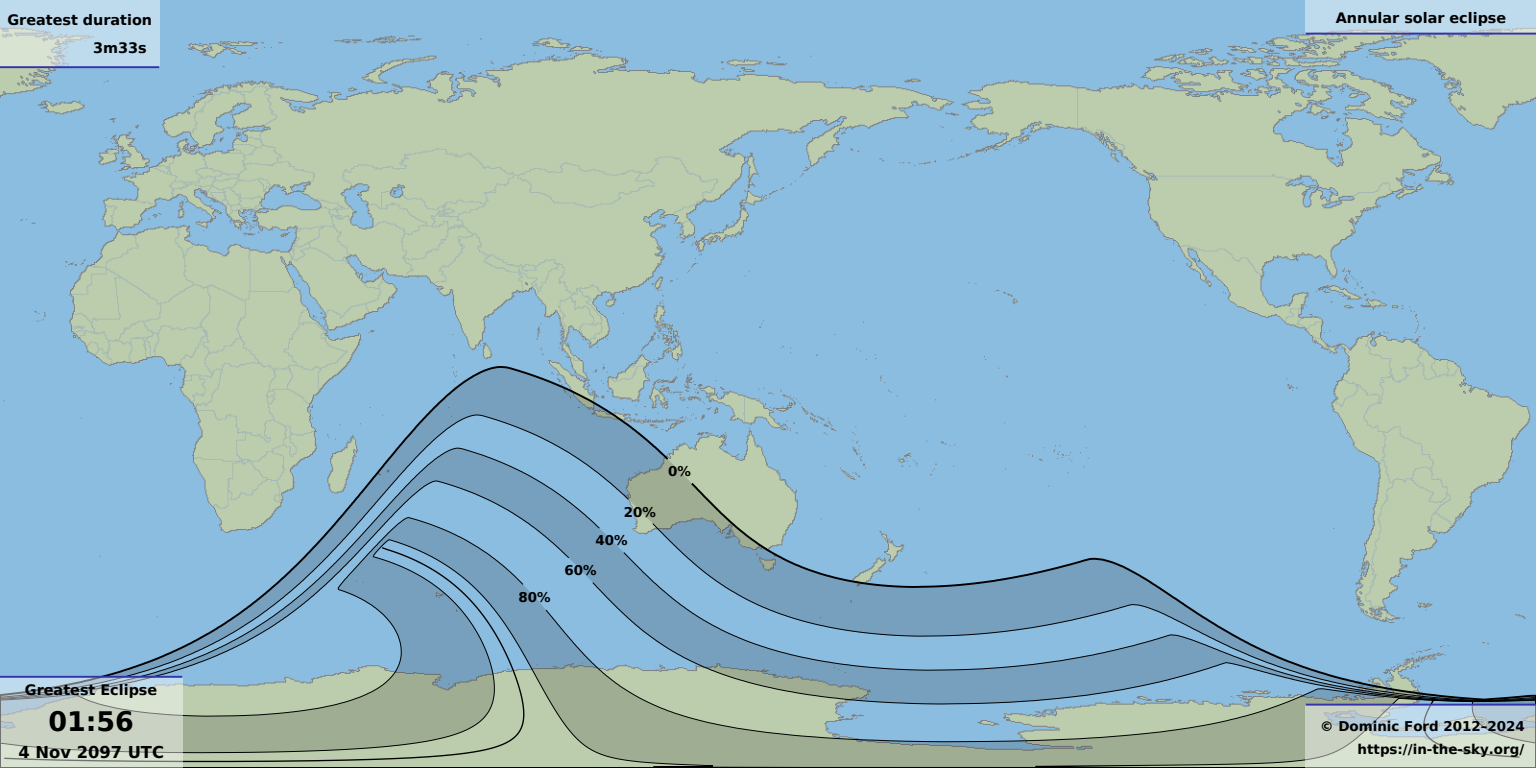 Greatest duration
3m33s
Annular solar eclipse
0%
20%
40%
60%
80%
Greatest Eclipse
01:56
4 Nov 2097 UTC
© Dominic Ford 2012–2024
https://in-the-sky.org/